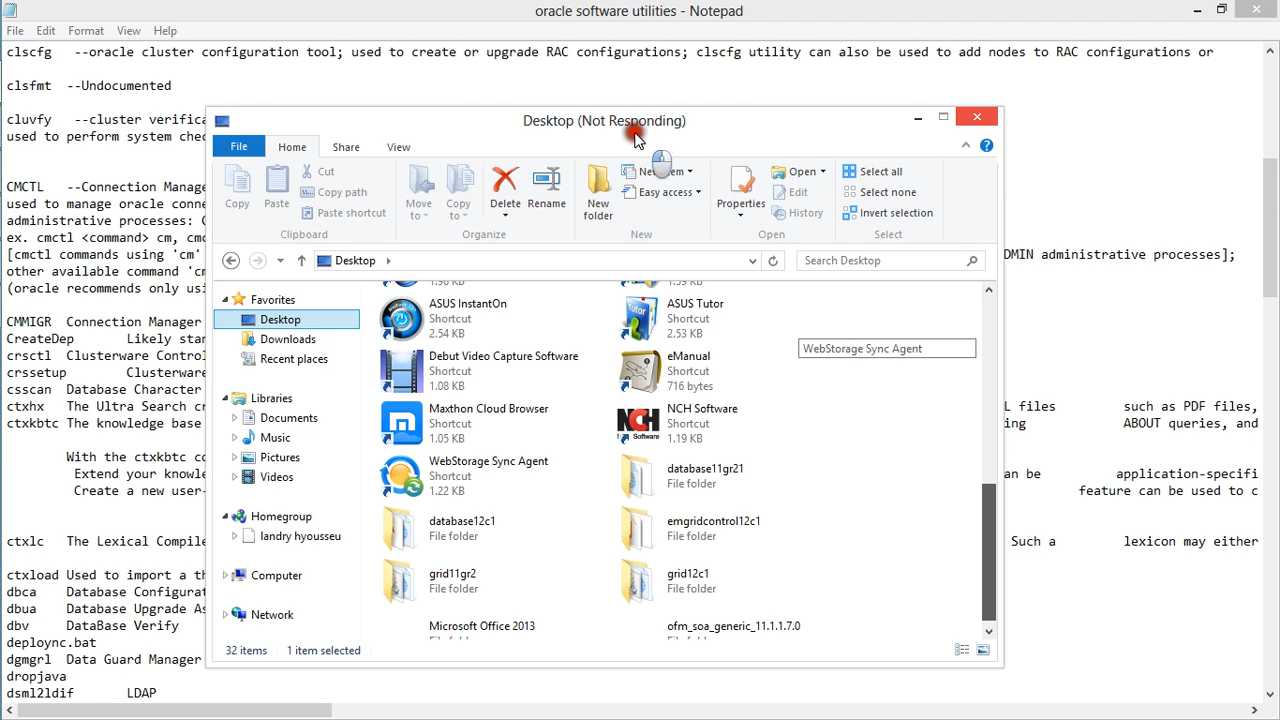 oracle software utilities - Notepad
File Edit Format View Help
clscfg --oracle cluster configuration tool; used to create or upgrade RAC configurations; clscfg utility can also be used to add nodes to RAC configurations or
clsfmt --Undocumented
cluvfy --cluster verifica
used to perform system chec
CMCTL --Connection Manage
used to manage oracle conne
administrative processes: C
ex. cmctl <command> cm, cmc
[cmctl commands using 'cm' DMIN administrative processes];
other available command 'cm
(oracle recommends only usi
CMMIGR Connection Manager
CreateDep Likely stan
crsctl Clusterware Control
crssetup Clusterware
csscan Database Character
ctxhx The Ultra Search cr L files such as PDF files,
ctxkbtc The knowledge base ing ABOUT queries, and
With the ctxkbtc co
Extend your knowle an be application-specifi
Create a new user- feature can be used to c
ctxlc The Lexical Compile Such a lexicon may either
ctxload Used to import a th
dbca Database Configurat
dbua Database Upgrade As
dbv DataBase Verify
deploync.bat
dgmgrl Data Guard Manager
dropjava
dsml2ldif LDAP
Desktop (Not Responding)
File Home Share View
Copy
Paste
Cut
Copy path
Paste shortcut
Clipboard
Move to
Copy to
Delete
Rename
Organize
New folder
Easy access
New
Properties
Open
Edit
History
Open
Select all
Select none
Invert selection
Select
Desktop
Search Desktop
Favorites
Desktop
Downloads
Recent places
Libraries
Documents
Music
Pictures
Videos
Homegroup
landry hyousseu
Computer
Network
1.98 KB
1.39 KB
ASUS InstantOn
Shortcut
2.54 KB
ASUS Tutor
Shortcut
2.53 KB
WebStorage Sync Agent
Debut Video Capture Software
Shortcut
1.08 KB
eManual
Shortcut
716 bytes
Maxthon Cloud Browser
Shortcut
1.05 KB
NCH Software
Shortcut
1.19 KB
NCH
Software
WebStorage Sync Agent
Shortcut
1.22 KB
database11gr21
File folder
database12c1
File folder
emgridcontrol12c1
File folder
grid11gr2
File folder
grid12c1
File folder
Microsoft Office 2013
ofm_soa_generic_11.1.1.7.0
32 items 1 item selected